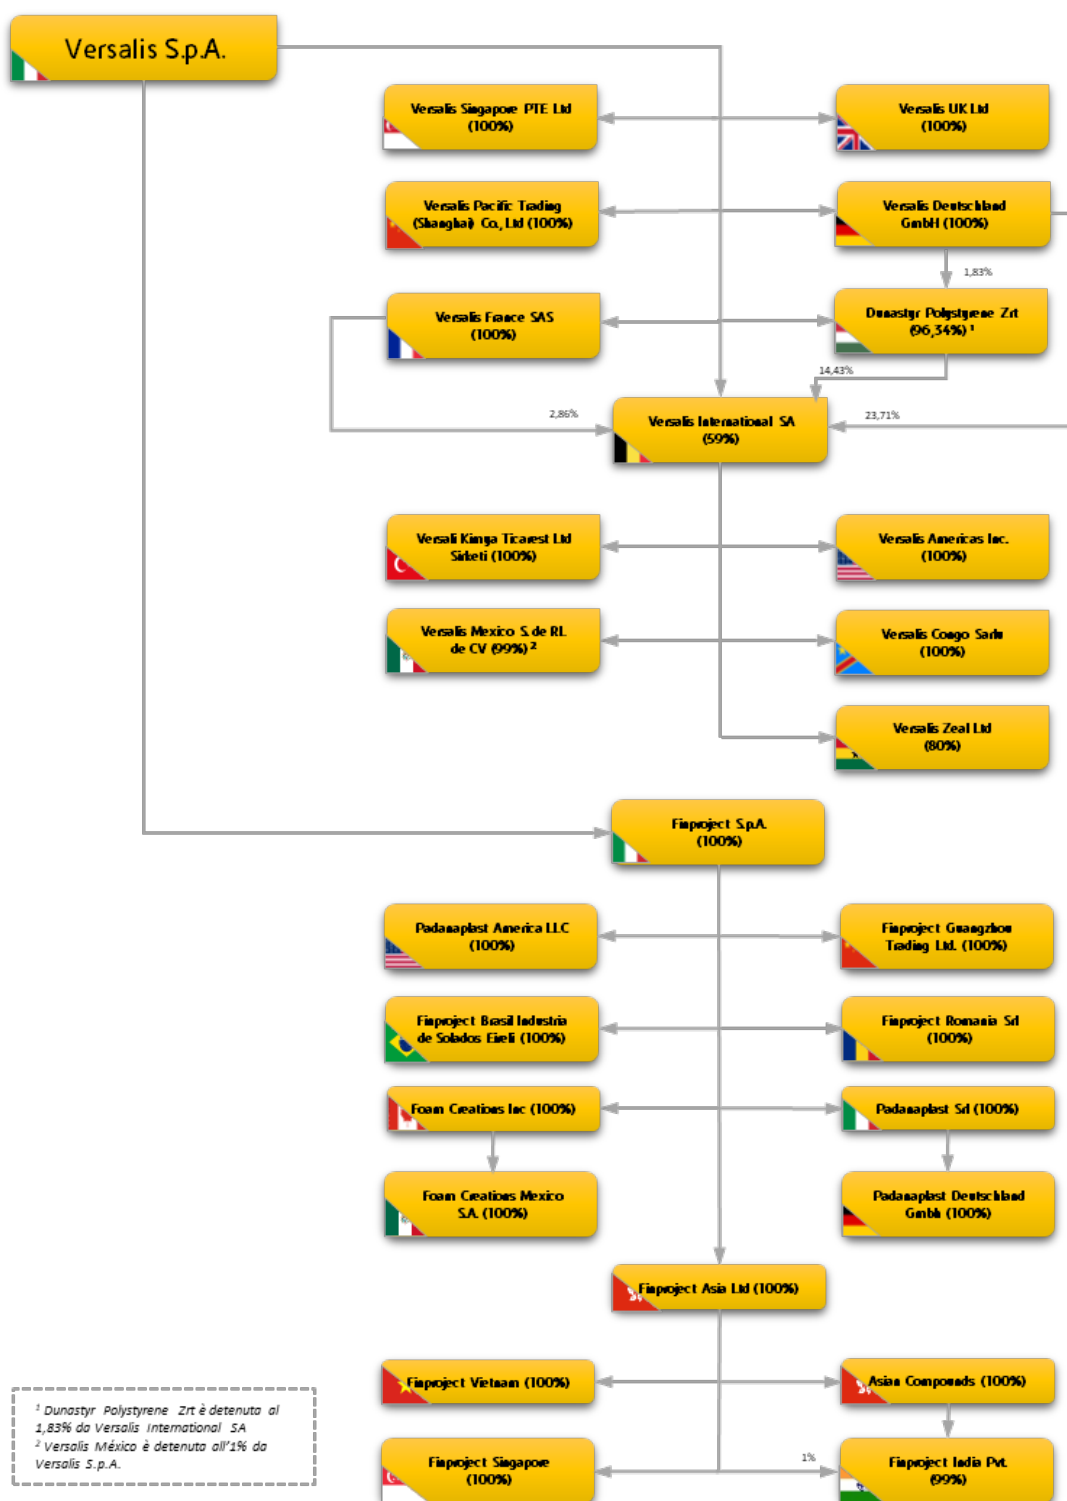 Versalis S.p.A.
Versalis Singapore PTE Ltd
(100%)
Versalis UK Ltd
(100%)
Versalis Pacific Trading
(Shanghai) Co., Ltd (100%)
Versalis Deutschland
GmbH (100%)
1,83%
Versalis France SAS
(100%)
Dunastyr Polystyrene Zrt
(96,34%) ¹
14,43%
2,86%
Versalis International SA
(59%)
23,71%
Versali Kimya Ticarest Ltd
Sirketi (100%)
Versalis Americas Inc.
(100%)
Versalis Mexico S. de RL
de CV (99%) ²
Versalis Congo Sarlu
(100%)
Versalis Zeal Ltd
(80%)
Finproject S.p.A.
(100%)
Padanaplast America LLC
(100%)
Finproject Guangzhou
Trading Ltd. (100%)
Finproject Brasil Industria
de Solados Eireli (100%)
Finproject Romania Srl
(100%)
Foam Creations Inc (100%)
Padanaplast Srl (100%)
Foam Creations Mexico
S.A. (100%)
Padanaplast Deutschland
Gmbh (100%)
Finproject Asia Ltd (100%)
Finproject Vietnam (100%)
Asian Compounds (100%)
Finproject Singapore
(100%)
1%
Finproject India Pvt.
(99%)
¹ Dunastyr Polystyrene Zrt è detenuta al
1,83% da Versalis International SA
² Versalis México è detenuta all'1% da
Versalis S.p.A.